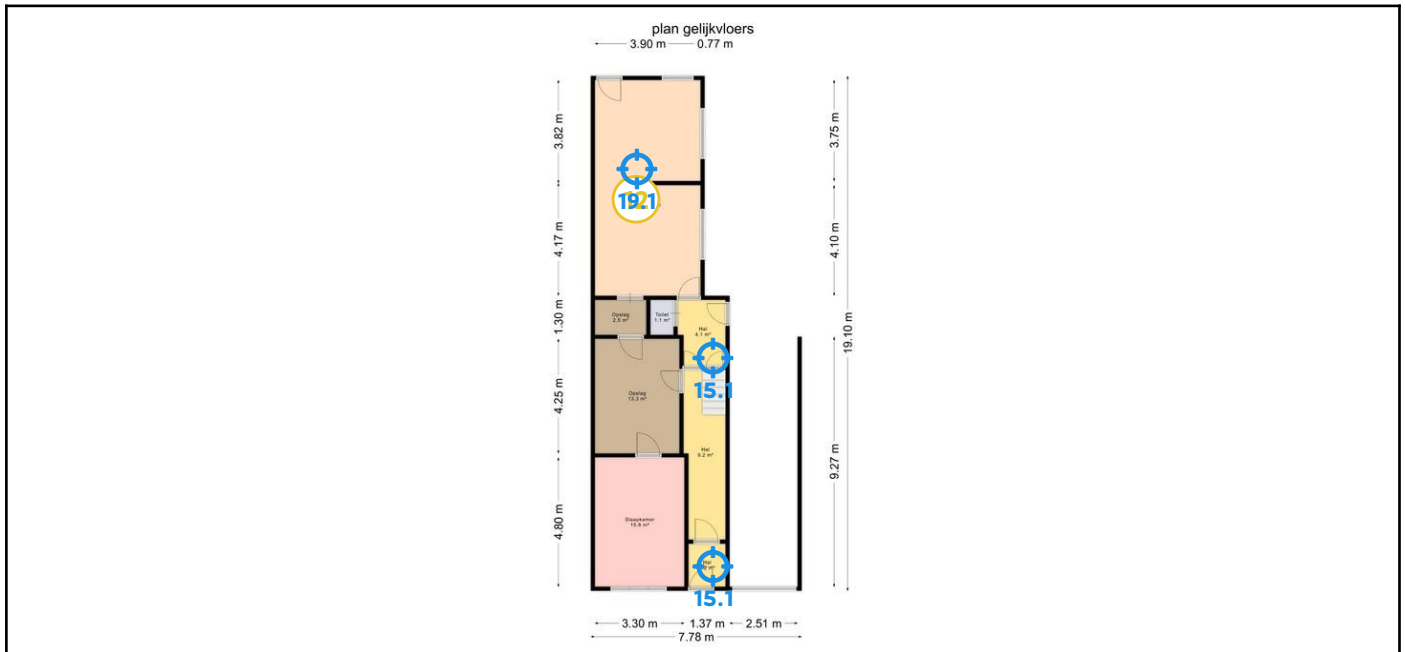 plan gelijkvloers
3.90 m 0.77 m
3.82 m
3.75 m
19.1
4.17 m
4.10 m
1.30 m
Opslag
2.5 m²
Toilet
1.1 m²
Hal
4.1 m²
19.10 m
15.1
4.25 m
Opslag
13.3 m²
Hal
9.2 m²
9.27 m
4.80 m
Slaapkamer
15.8 m²
Hal
15.1
3.30 m 1.37 m 2.51 m
7.78 m